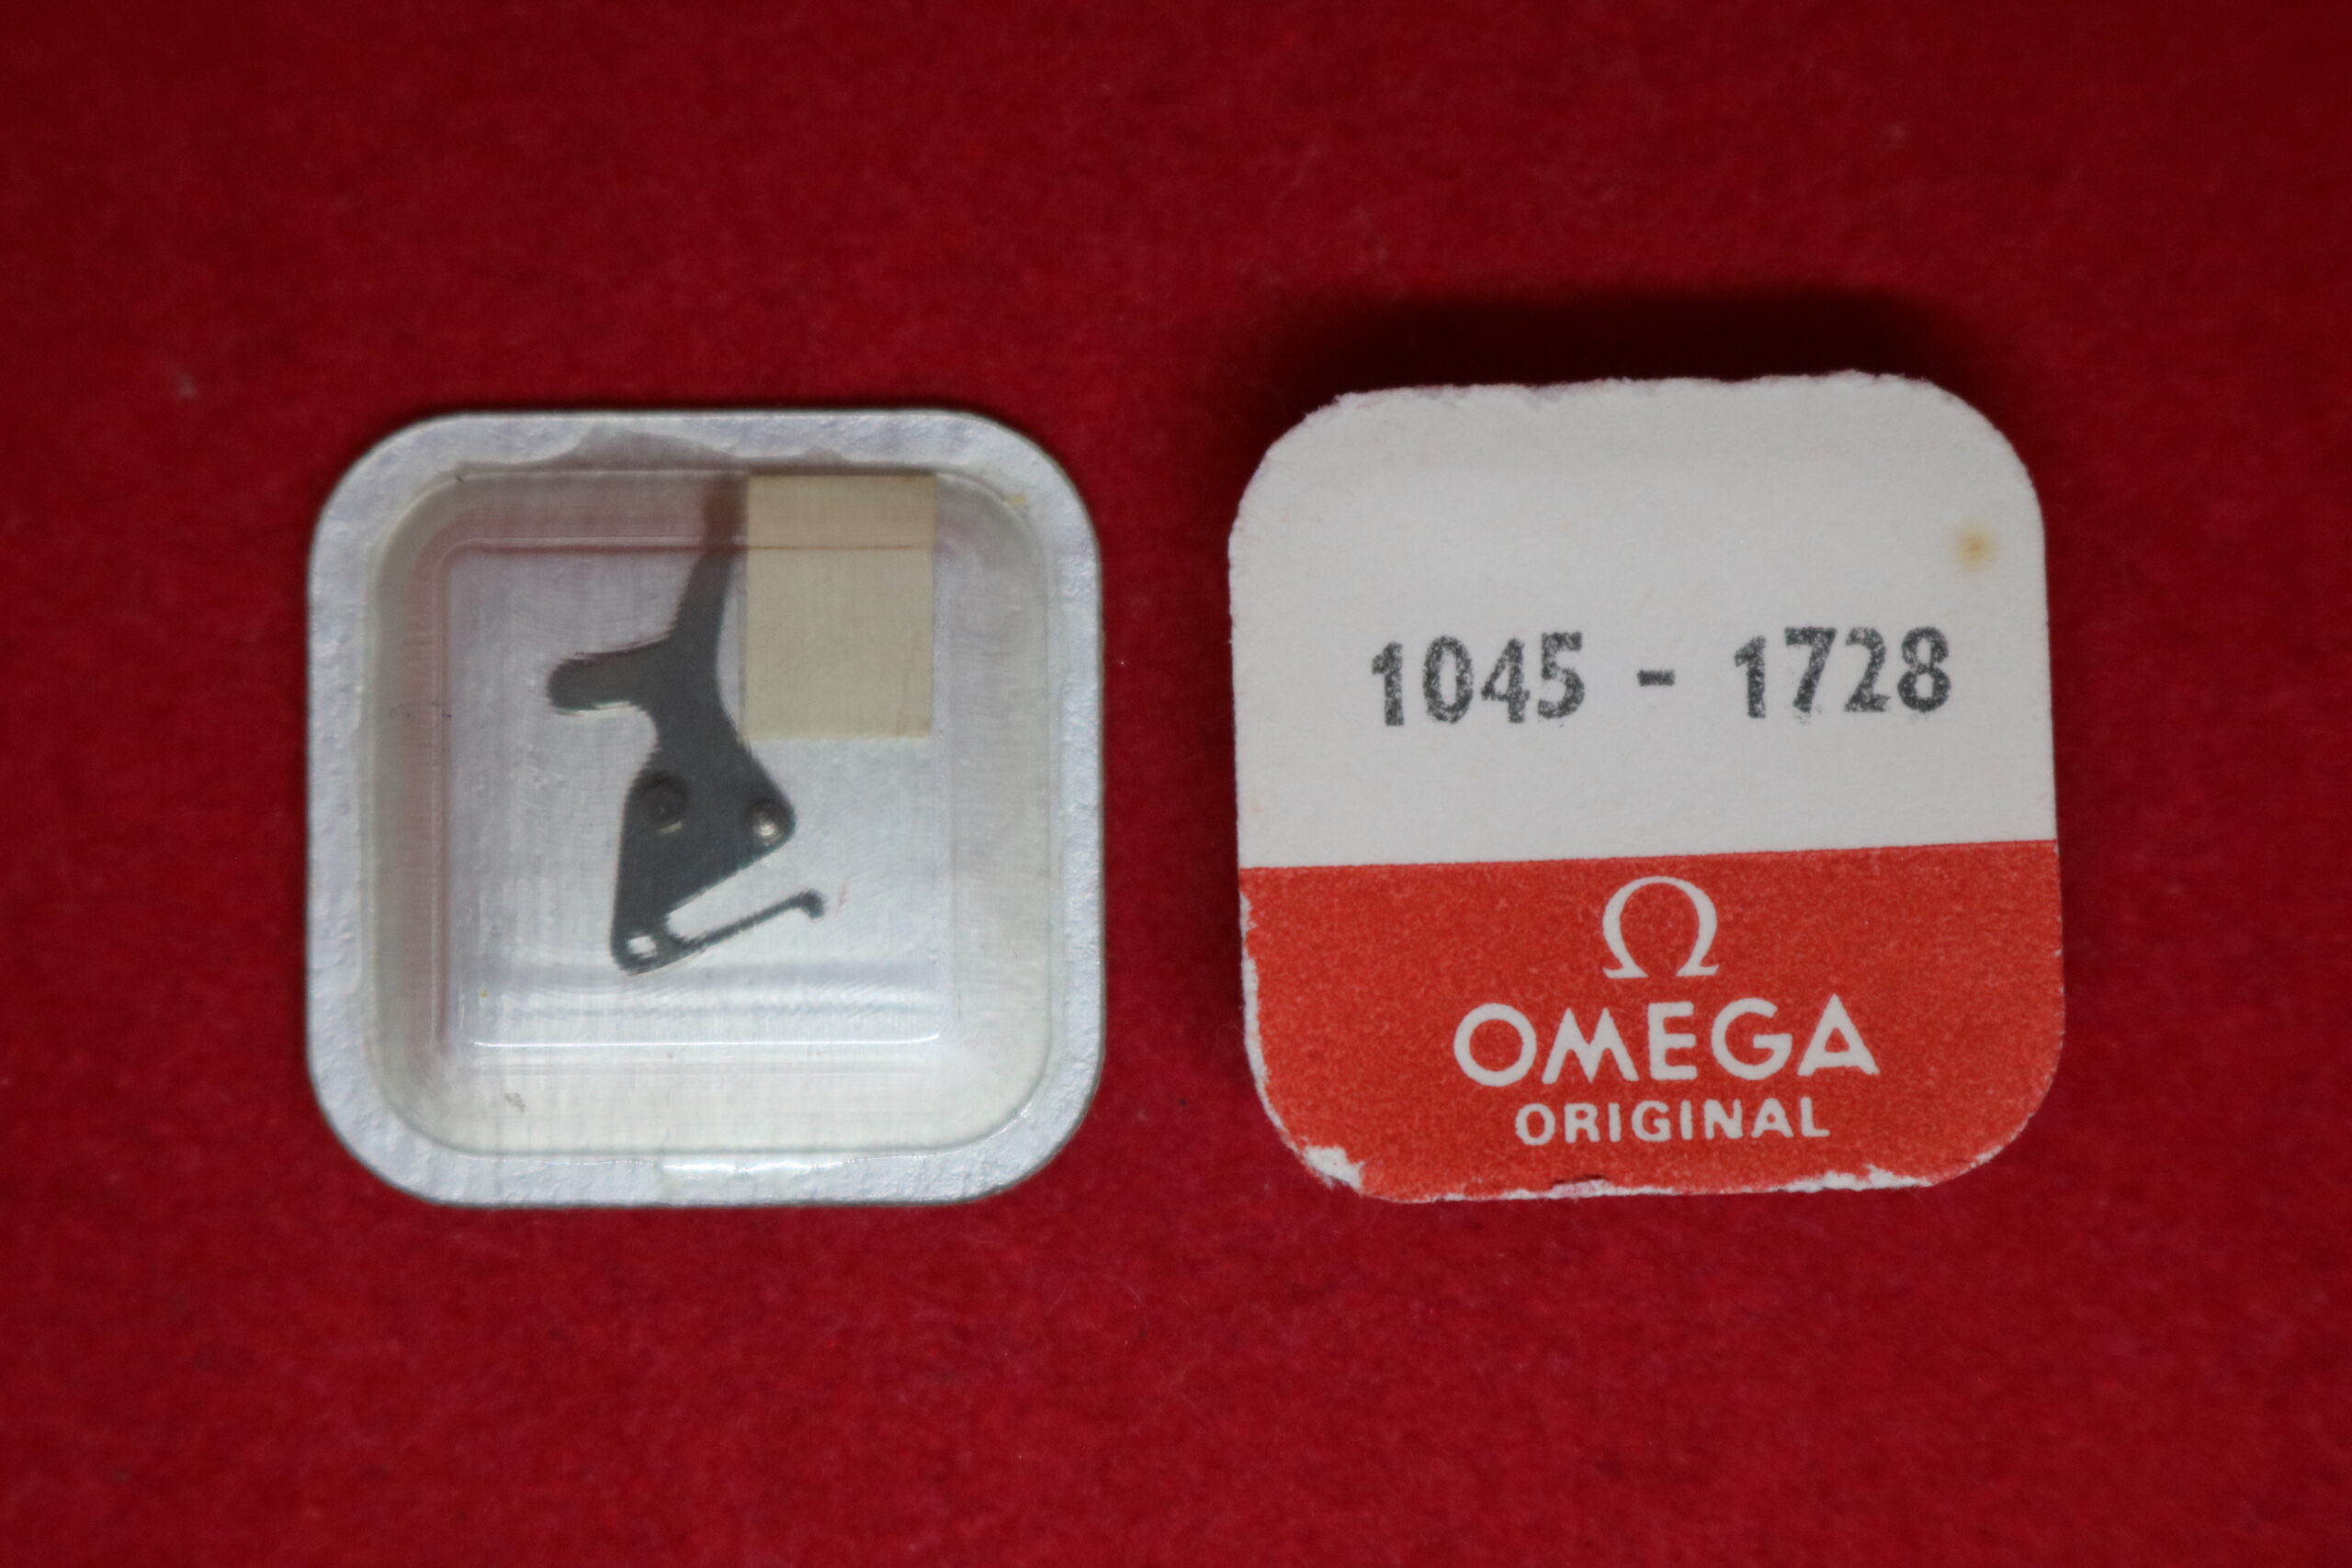 1045 - 1728
Ω
OMEGA
ORIGINAL